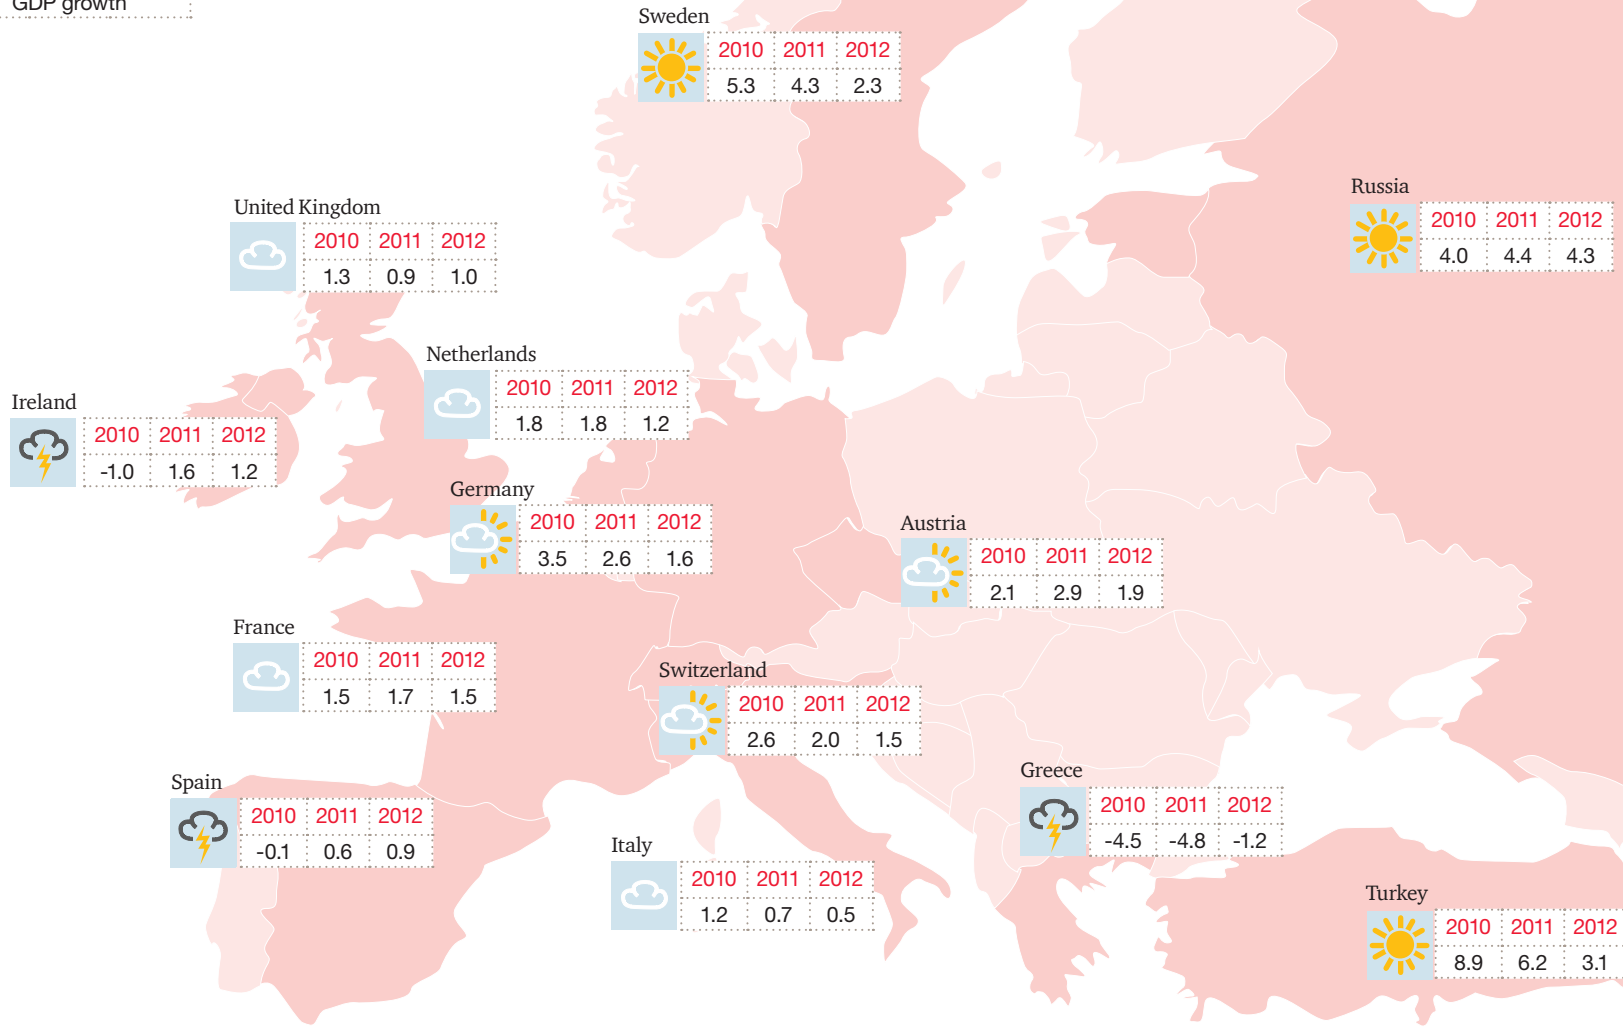 GDP growth
Sweden
2010 2011 2012
5.3 4.3 2.3
Russia
2010 2011 2012
4.0 4.4 4.3
United Kingdom
2010 2011 2012
1.3 0.9 1.0
Netherlands
2010 2011 2012
1.8 1.8 1.2
Ireland
2010 2011 2012
-1.0 1.6 1.2
Germany
2010 2011 2012
3.5 2.6 1.6
Austria
2010 2011 2012
2.1 2.9 1.9
France
2010 2011 2012
1.5 1.7 1.5
Switzerland
2010 2011 2012
2.6 2.0 1.5
Spain
2010 2011 2012
-0.1 0.6 0.9
Greece
2010 2011 2012
-4.5 -4.8 -1.2
Italy
2010 2011 2012
1.2 0.7 0.5
Turkey
2010 2011 2012
8.9 6.2 3.1